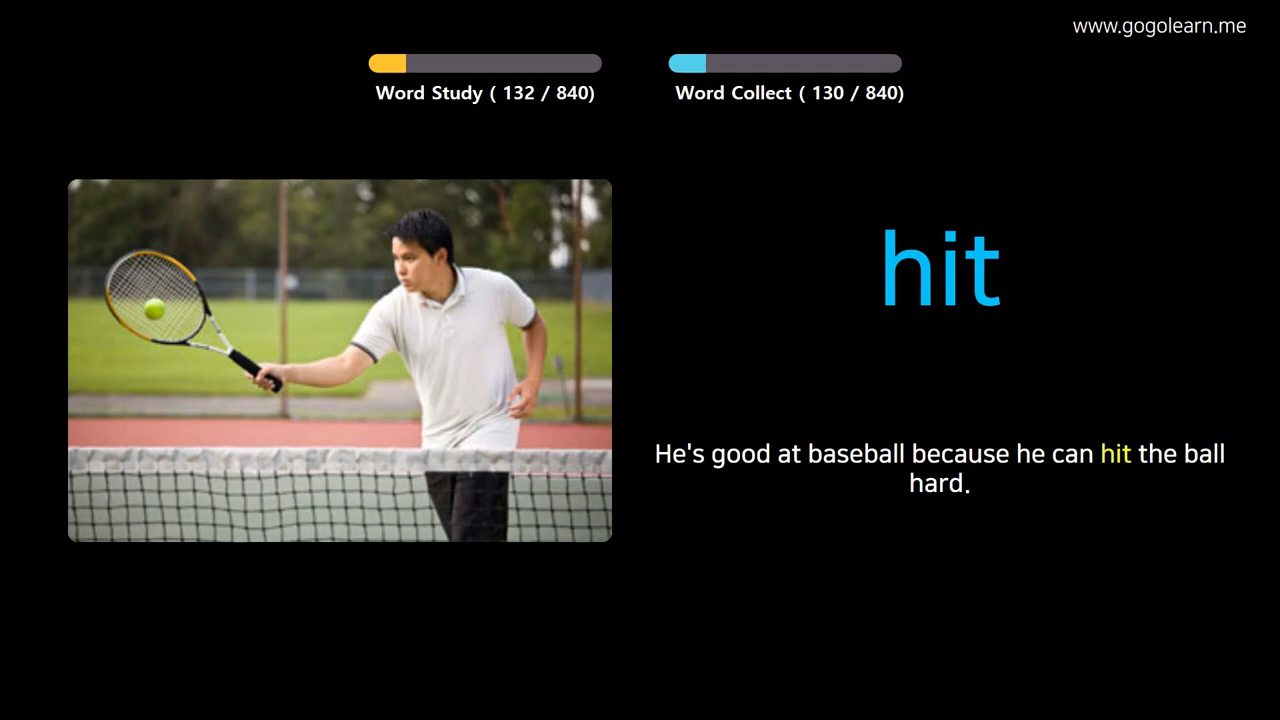 www.gogolearn.me
Word Study ( 132 / 840)
Word Collect ( 130 / 840)
hit
He's good at baseball because he can hit the ball
hard.